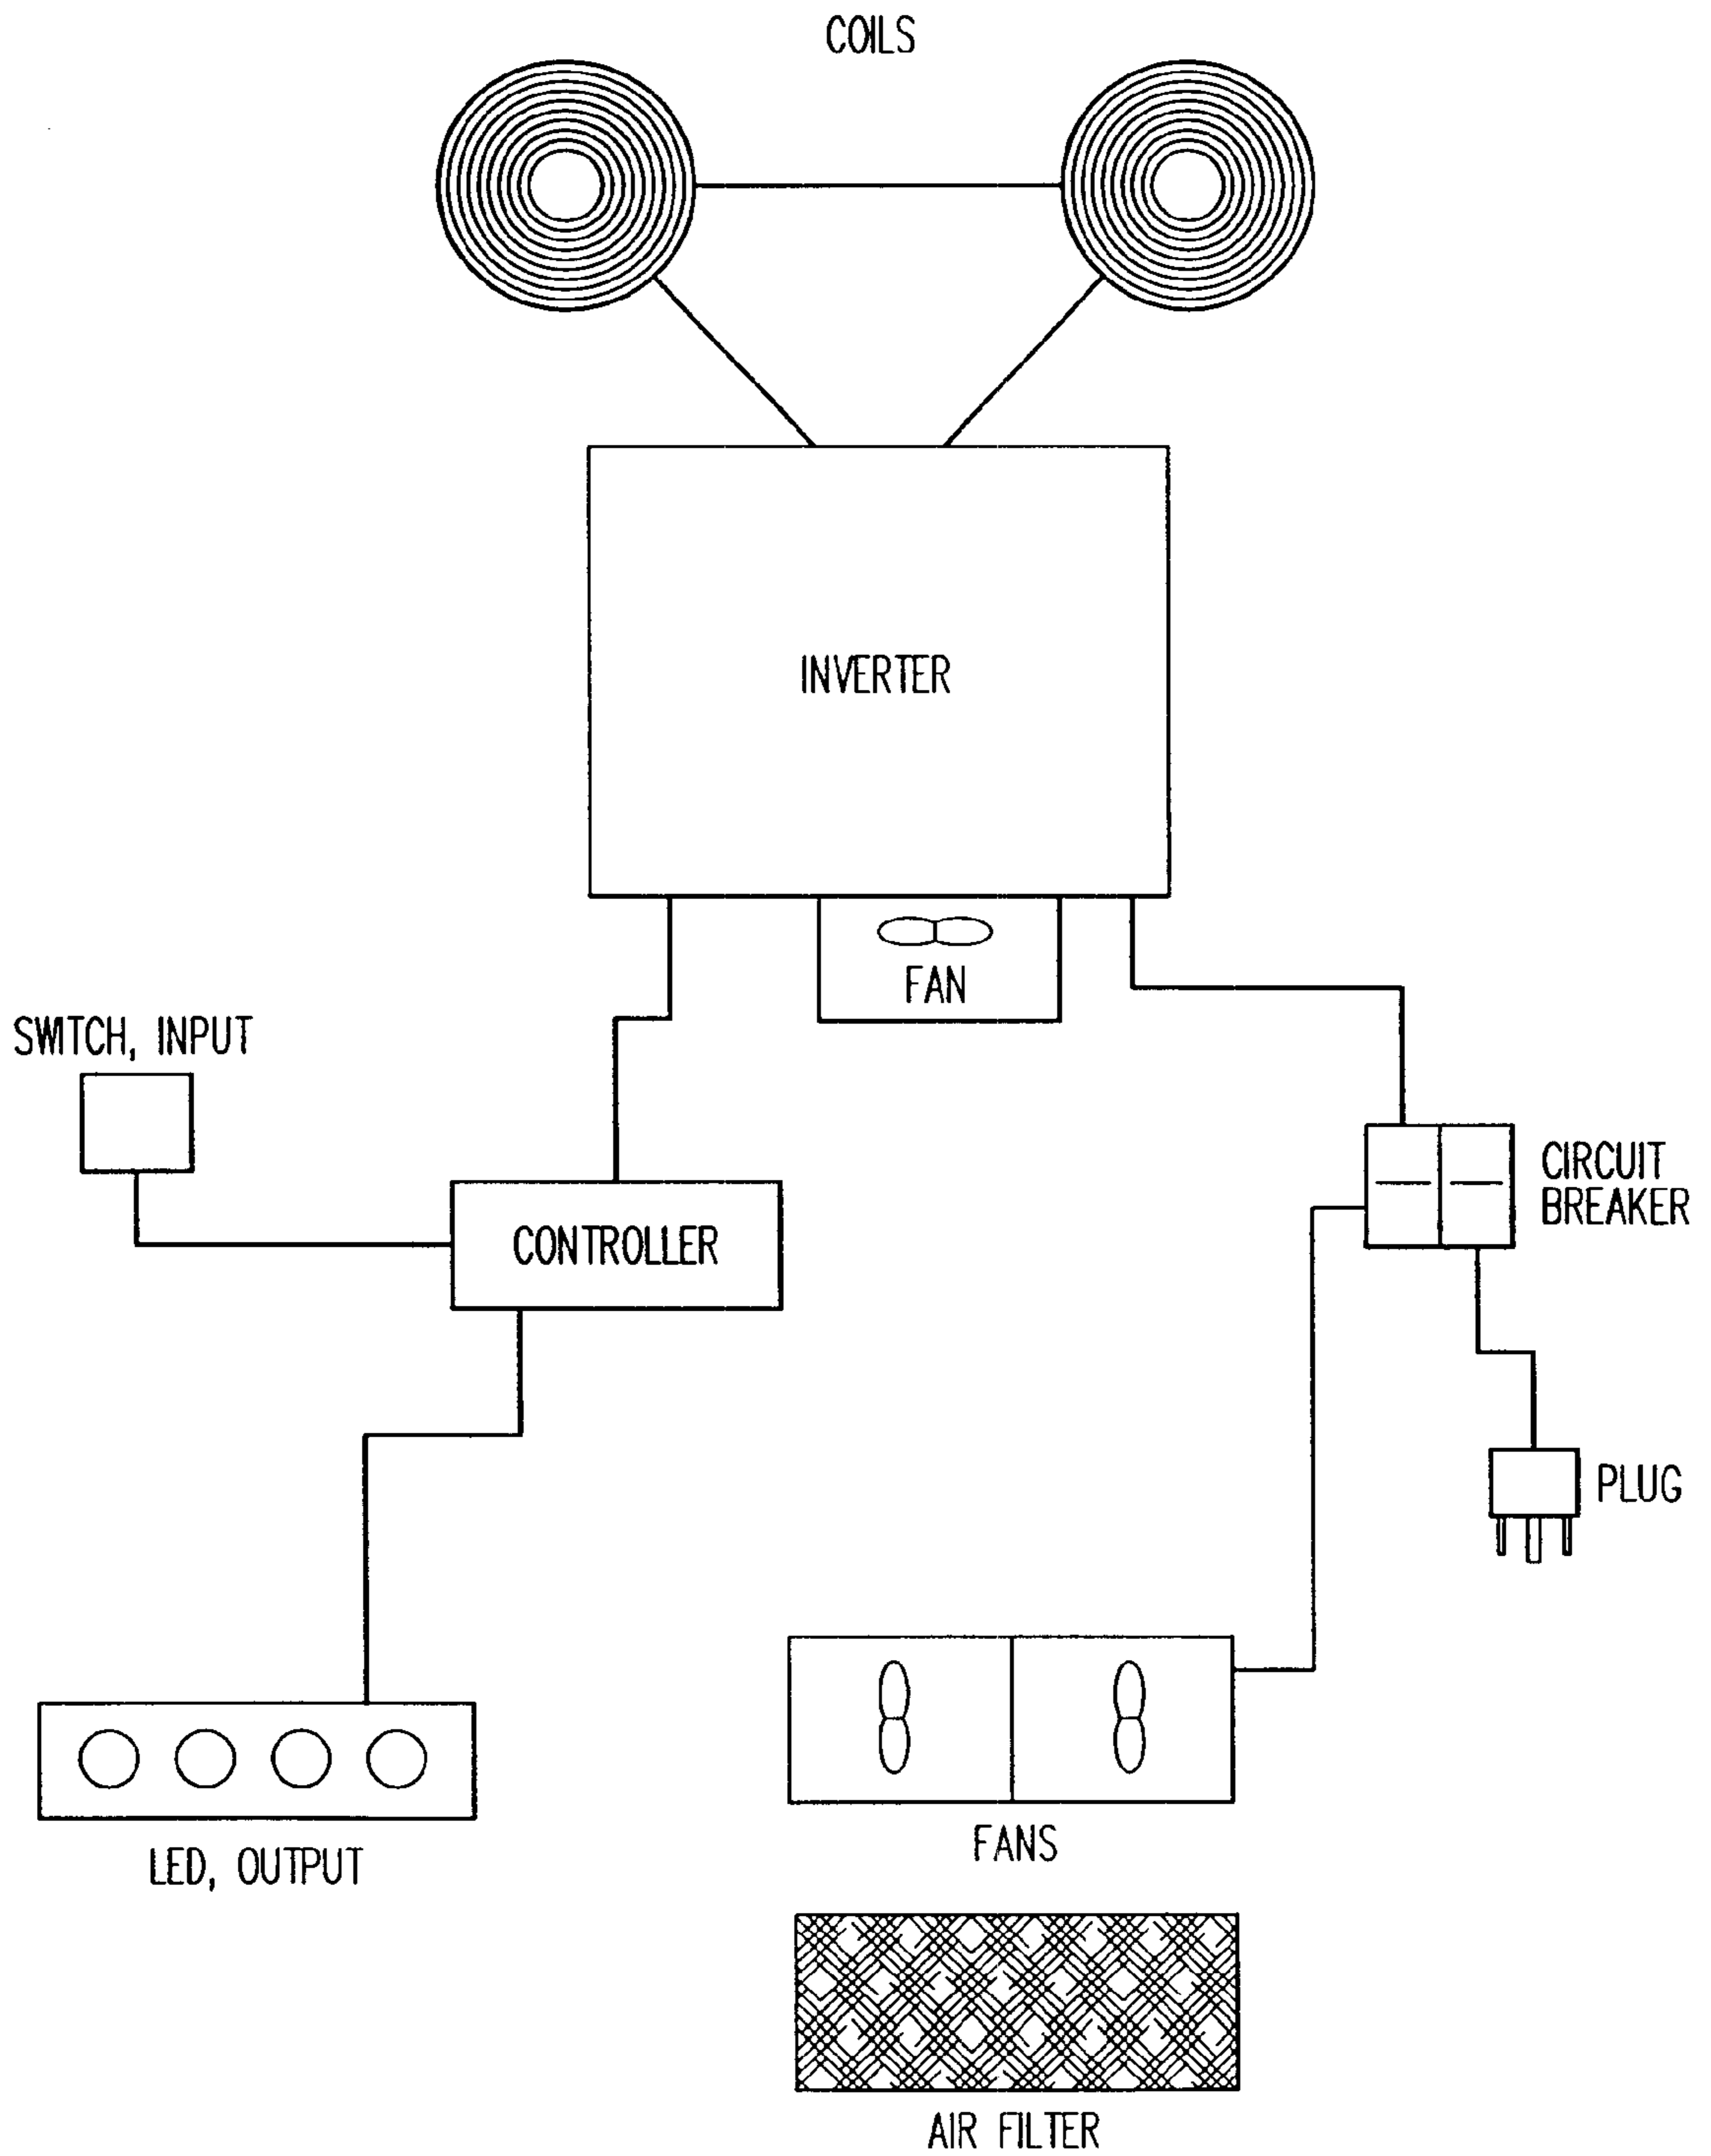 COILS
INVERTER
FAN
SWITCH, INPUT
CONTROLLER
CIRCUIT
BREAKER
PLUG
LED, OUTPUT
FANS
AIR FILTER